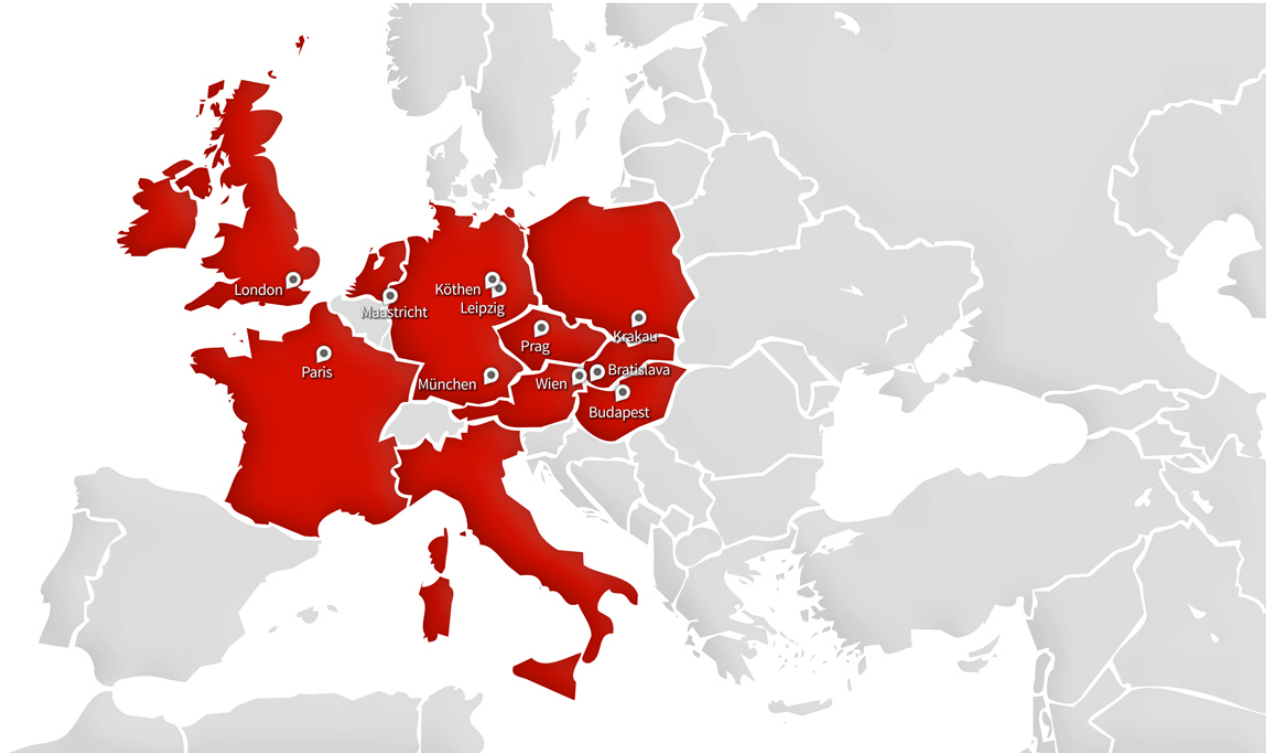 London
Maastricht
Köthen
Leipzig
Krakau
Prag
Paris
München
Wien
Bratislava
Budapest